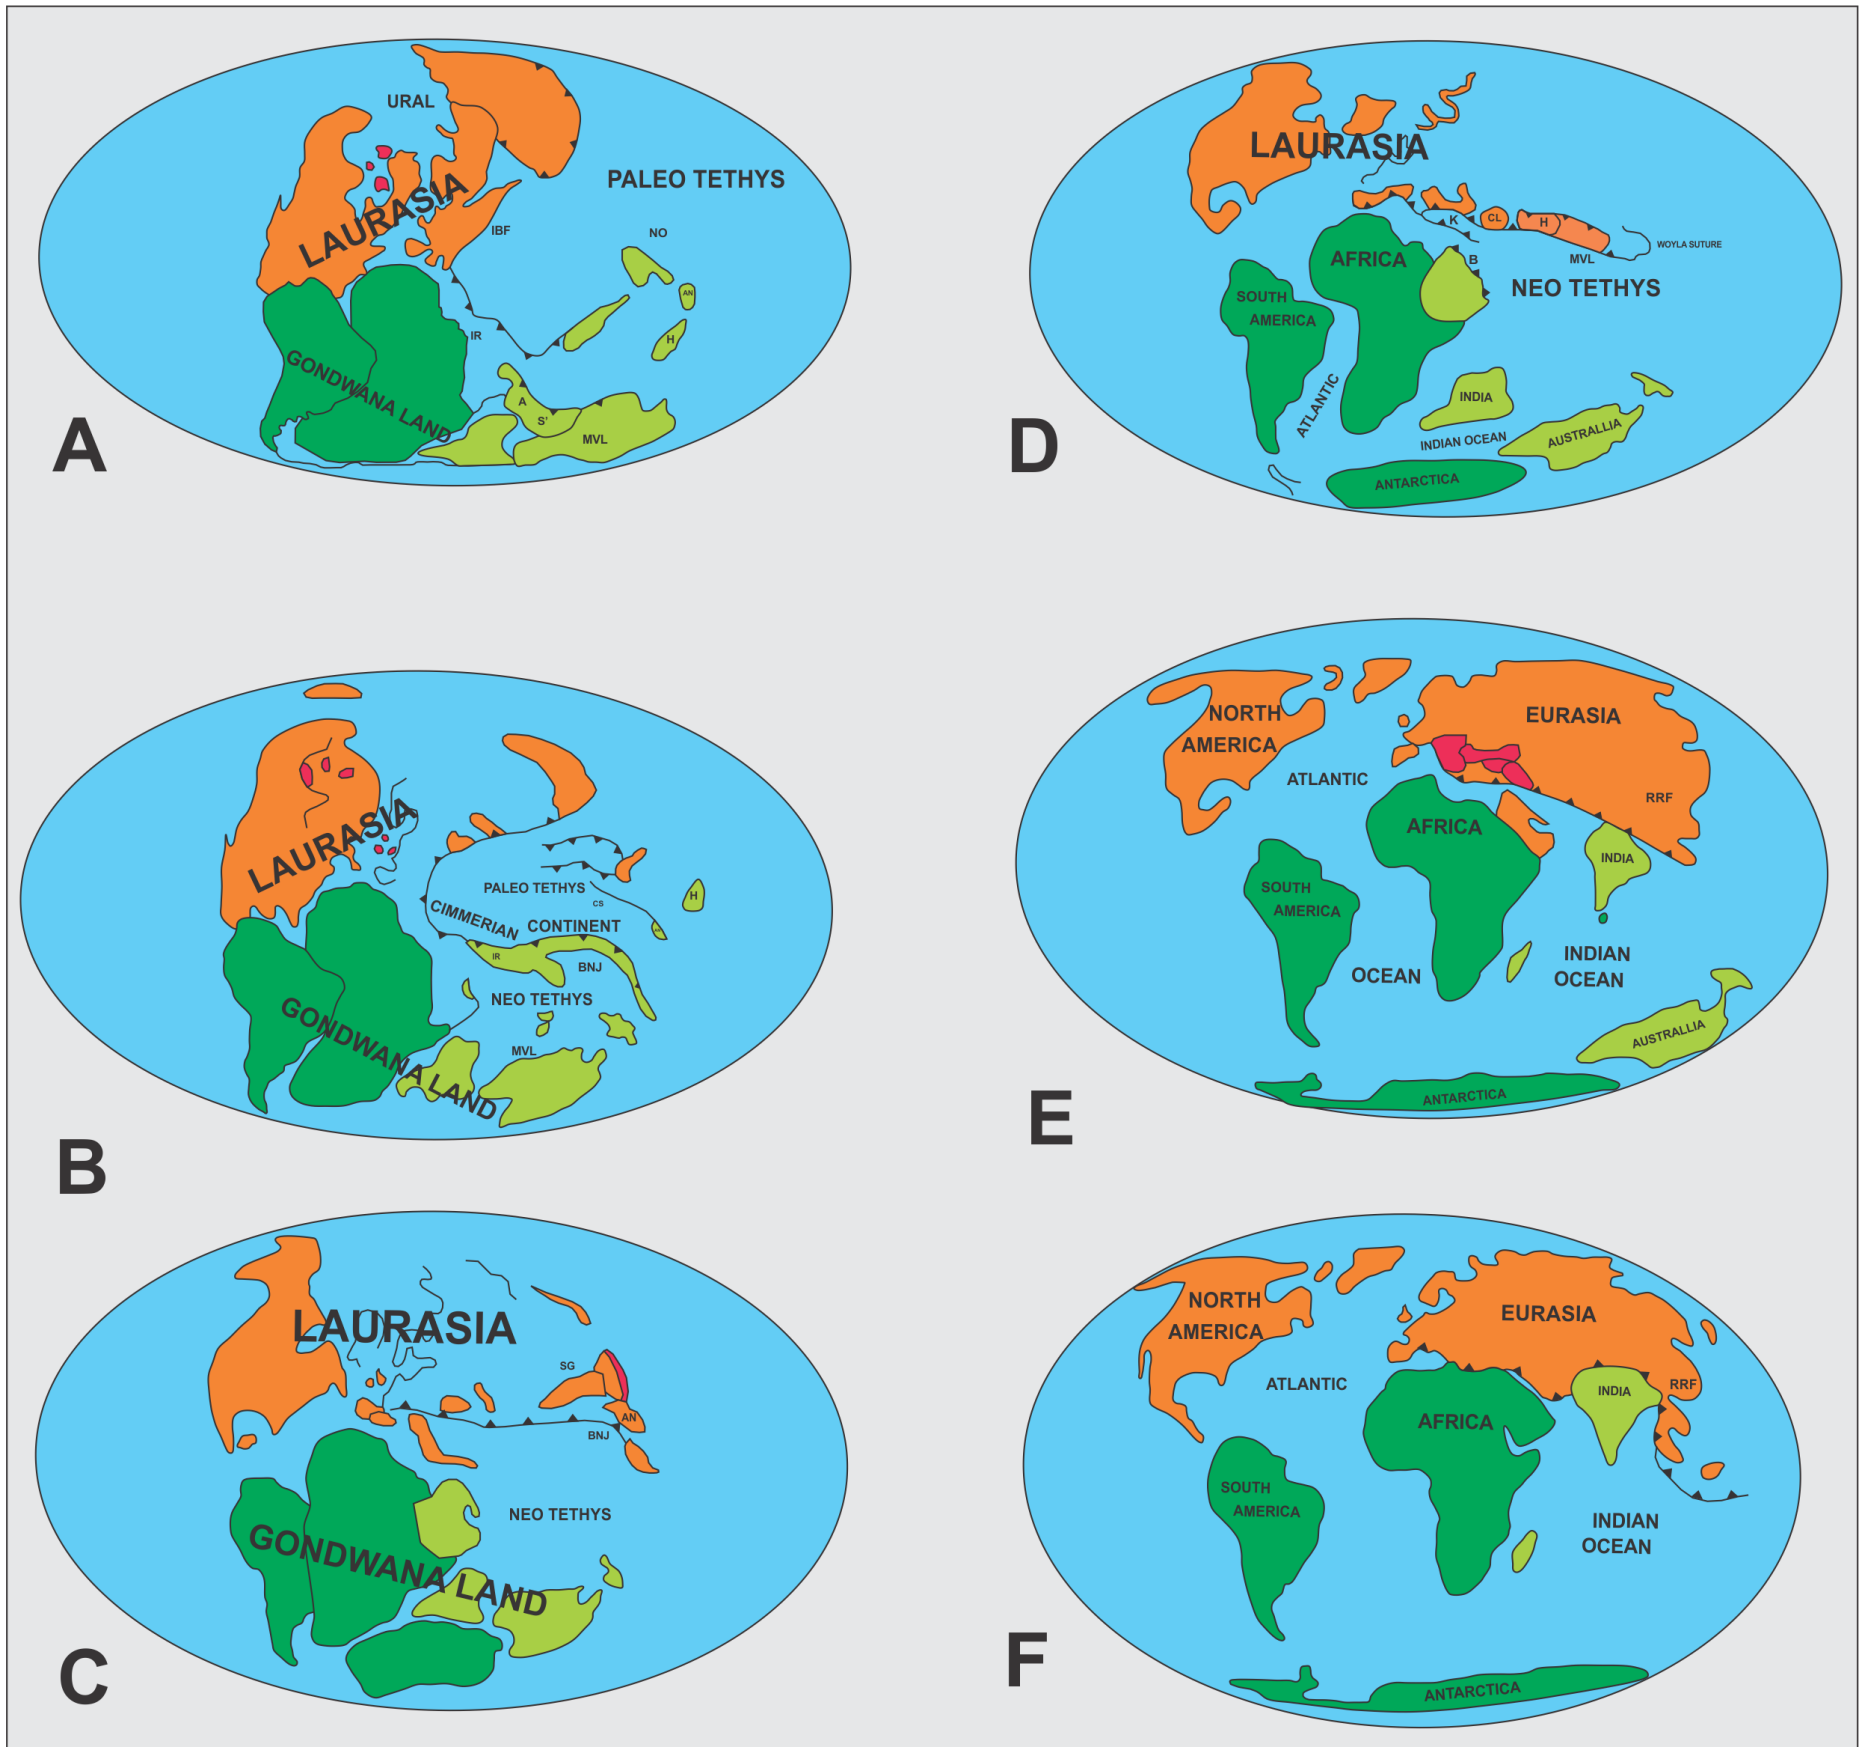 URAL
PALEO TETHYS
LAURASIA
IBF
NO
AN
IR
H
GONDWANA LAND
A
S'
MVL
A
LAURASIA
K
CL
H
WOYLA SUTURE
AFRICA
B
MVL
NEO TETHYS
SOUTH
AMERICA
ATLANTIC
INDIA
INDIAN OCEAN
AUSTRALLIA
ANTARCTICA
D
LAURASIA
PALEO TETHYS
H
CS
CIMMERIAN
CONTINENT
IR
BNJ
NEO TETHYS
GONDWANA LAND
MVL
B
NORTH
AMERICA
EURASIA
ATLANTIC
RRF
AFRICA
INDIA
SOUTH
AMERICA
OCEAN
INDIAN
OCEAN
AUSTRALLIA
ANTARCTICA
E
LAURASIA
SG
AN
BNJ
NEO TETHYS
GONDWANA LAND
C
NORTH
AMERICA
EURASIA
ATLANTIC
RRF
INDIA
AFRICA
SOUTH
AMERICA
INDIAN
OCEAN
ANTARCTICA
F